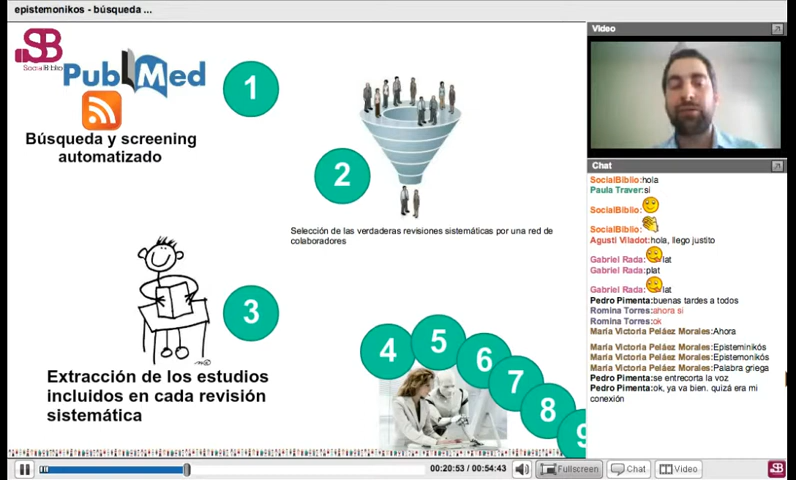 epistemonikos - búsqueda ...
SB
SocialBiblio
PubMed
1
Búsqueda y screening
automatizado
2
Selección de las verdaderas revisiones sistemáticas por una red de
colaboradores
3
Extracción de los estudios
incluidos en cada revisión
sistemática
4
5
6
7
8
9
Video
Chat
SocialBiblio:hola
Paula Traver:si
SocialBiblio:
SocialBiblio:
Agustí Viladot:hola, llego justito
Gabriel Rada: lat
Gabriel Rada:plat
Gabriel Rada: lat
Pedro Pimenta:buenas tardes a todos
Romina Torres:ahora si
Romina Torres:ok
María Victoria Peláez Morales:Ahora
María Victoria Peláez Morales:Episteminikós
María Victoria Peláez Morales:Epistemonikós
María Victoria Peláez Morales:Palabra griega
Pedro Pimenta:se entrecorta la voz
Pedro Pimenta:ok, ya va bien. quizá era mi
conexión
00:20:53 / 00:54:43
Fullscreen
Chat
Video
SB